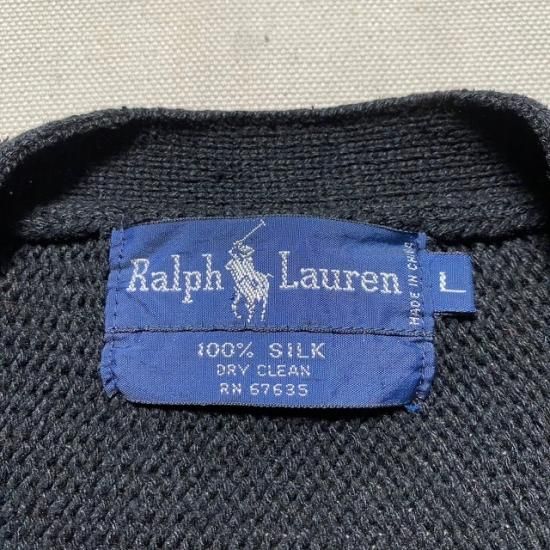 Ralph Lauren
MADE IN CHINA
L
100% SILK
DRY CLEAN
RN 67635